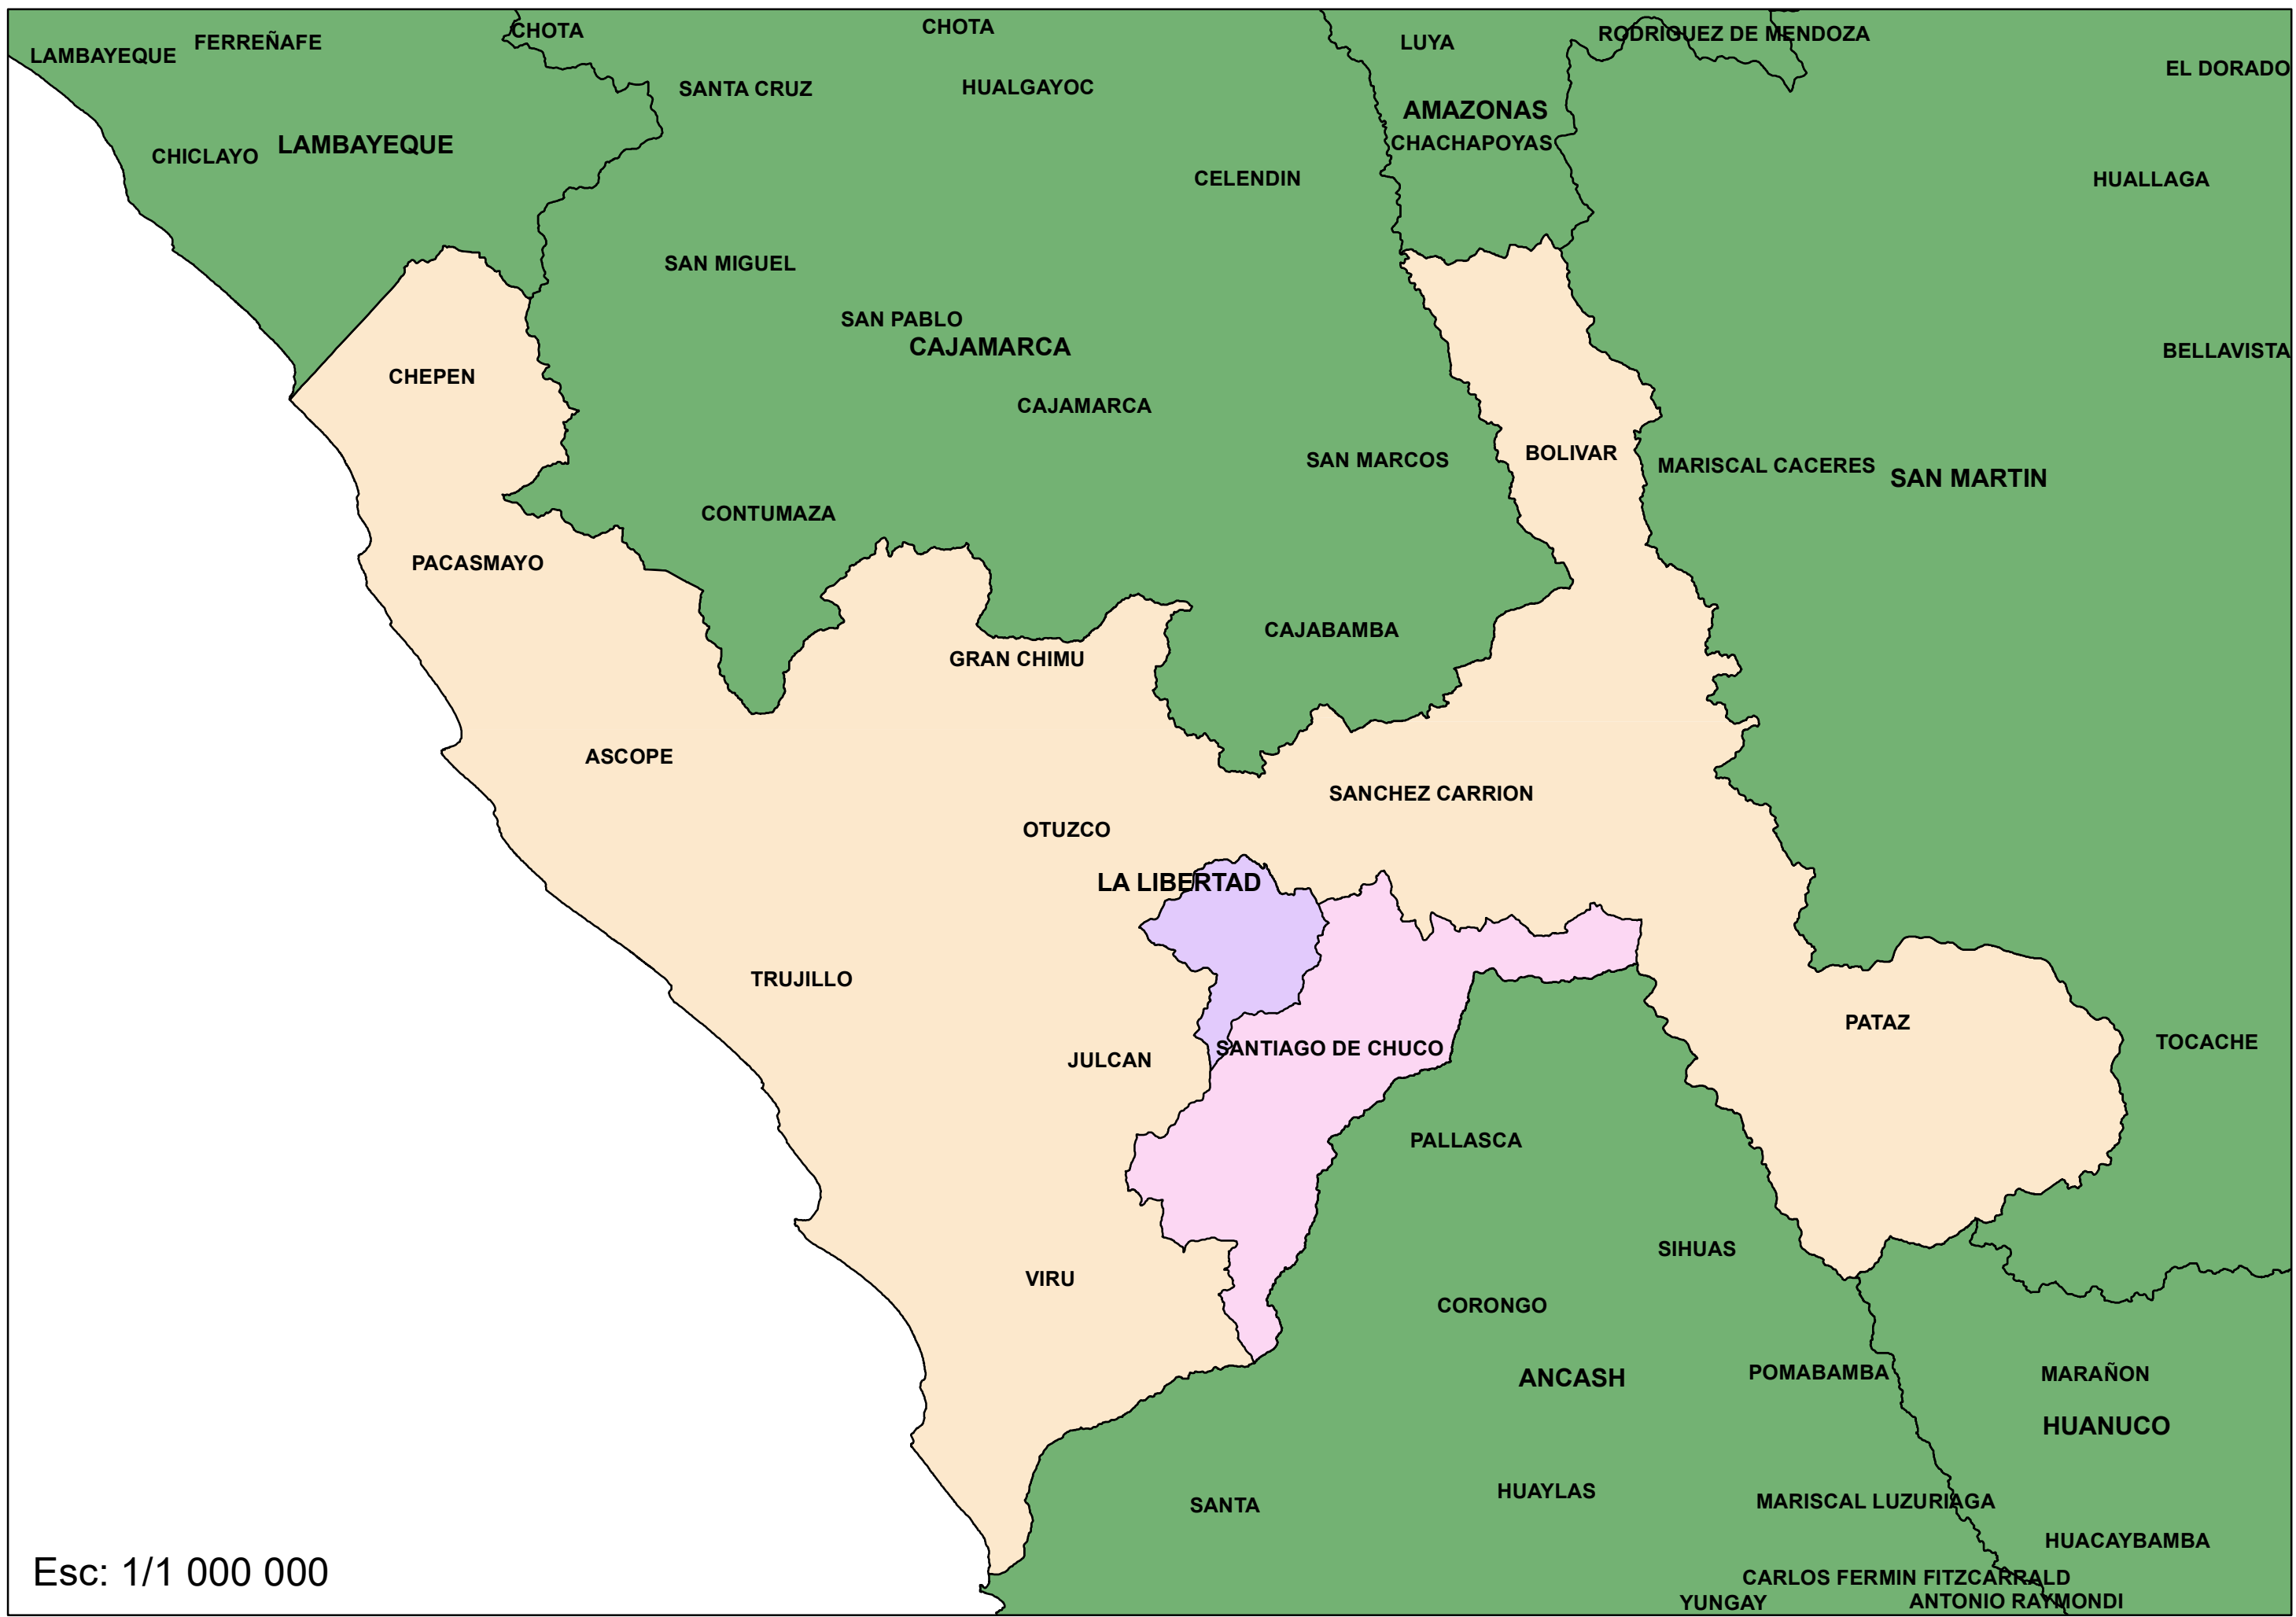 CHOTA
CHOTA
LAMBAYEQUE
FERREÑAFE
LUYA
RODRIGUEZ DE MENDOZA
EL DORADO
SANTA CRUZ
HUALGAYOC
AMAZONAS
CHACHAPOYAS
CHICLAYO
LAMBAYEQUE
CELENDIN
HUALLAGA
SAN MIGUEL
SAN PABLO
CAJAMARCA
BELLAVISTA
CHEPEN
CAJAMARCA
SAN MARCOS
BOLIVAR
MARISCAL CACERES
SAN MARTIN
CONTUMAZA
PACASMAYO
CAJABAMBA
GRAN CHIMU
ASCOPE
SANCHEZ CARRION
OTUZCO
LA LIBERTAD
TRUJILLO
PATAZ
TOCACHE
JULCAN
SANTIAGO DE CHUCO
PALLASCA
SIHUAS
VIRU
CORONGO
ANCASH
POMABAMBA
MARAÑON
HUANUCO
SANTA
HUAYLAS
MARISCAL LUZURIAGA
HUACAYBAMBA
Esc: 1/1 000 000
CARLOS FERMIN FITZCARRALD
YUNGAY
ANTONIO RAYMONDI